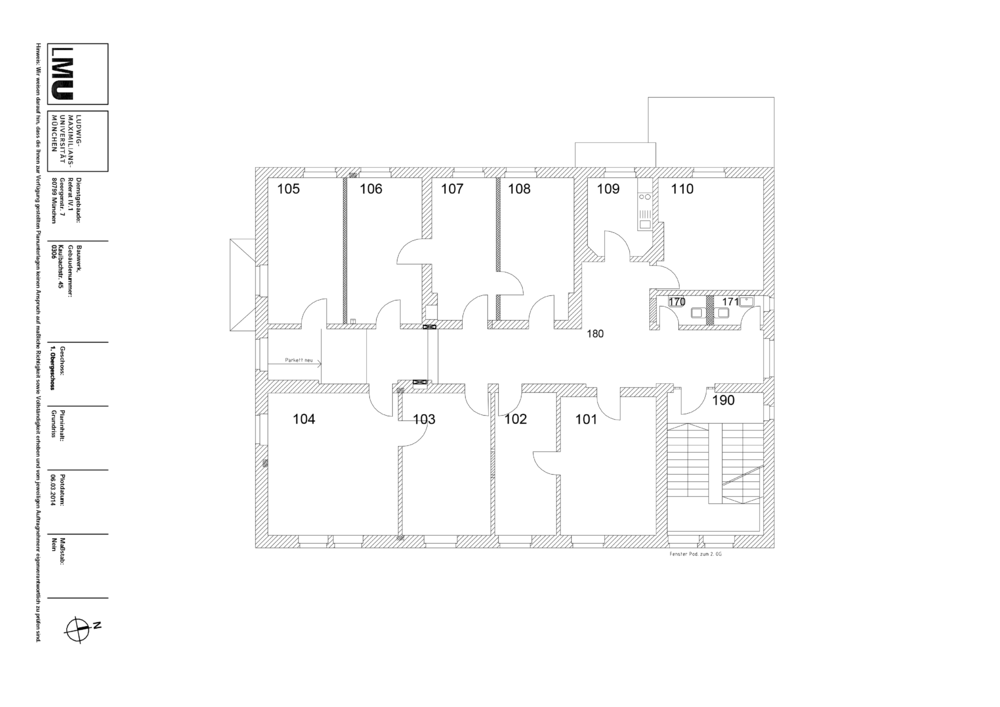 LMU
LUDWIG-
MAXIMILIANS-
UNIVERSITÄT
MÜNCHEN
Dienstgebäude:
Referat IV.1
Georgenstr. 7
80799 München
Bauwerk,
Gebäudenummer:
Kaulbachstr. 45
0306
Geschoss:
1. Obergeschoss
Planinhalt:
Grundriss
Plotdatum:
06.03.2014
Maßstab:
Nein
N
Hinweis: Wir weisen darauf hin, dass die Ihnen zur Verfügung gestellten Planunterlagen keinen Anspruch auf maßliche Richtigkeit sowie Vollständigkeit erheben und vom jeweiligen Auftragnehmer eigenverantwortlich zu prüfen sind.
105
106
107
108
109
110
170
171
180
Parkett neu
104
103
102
101
190
Fenster Pod. zum 2. OG